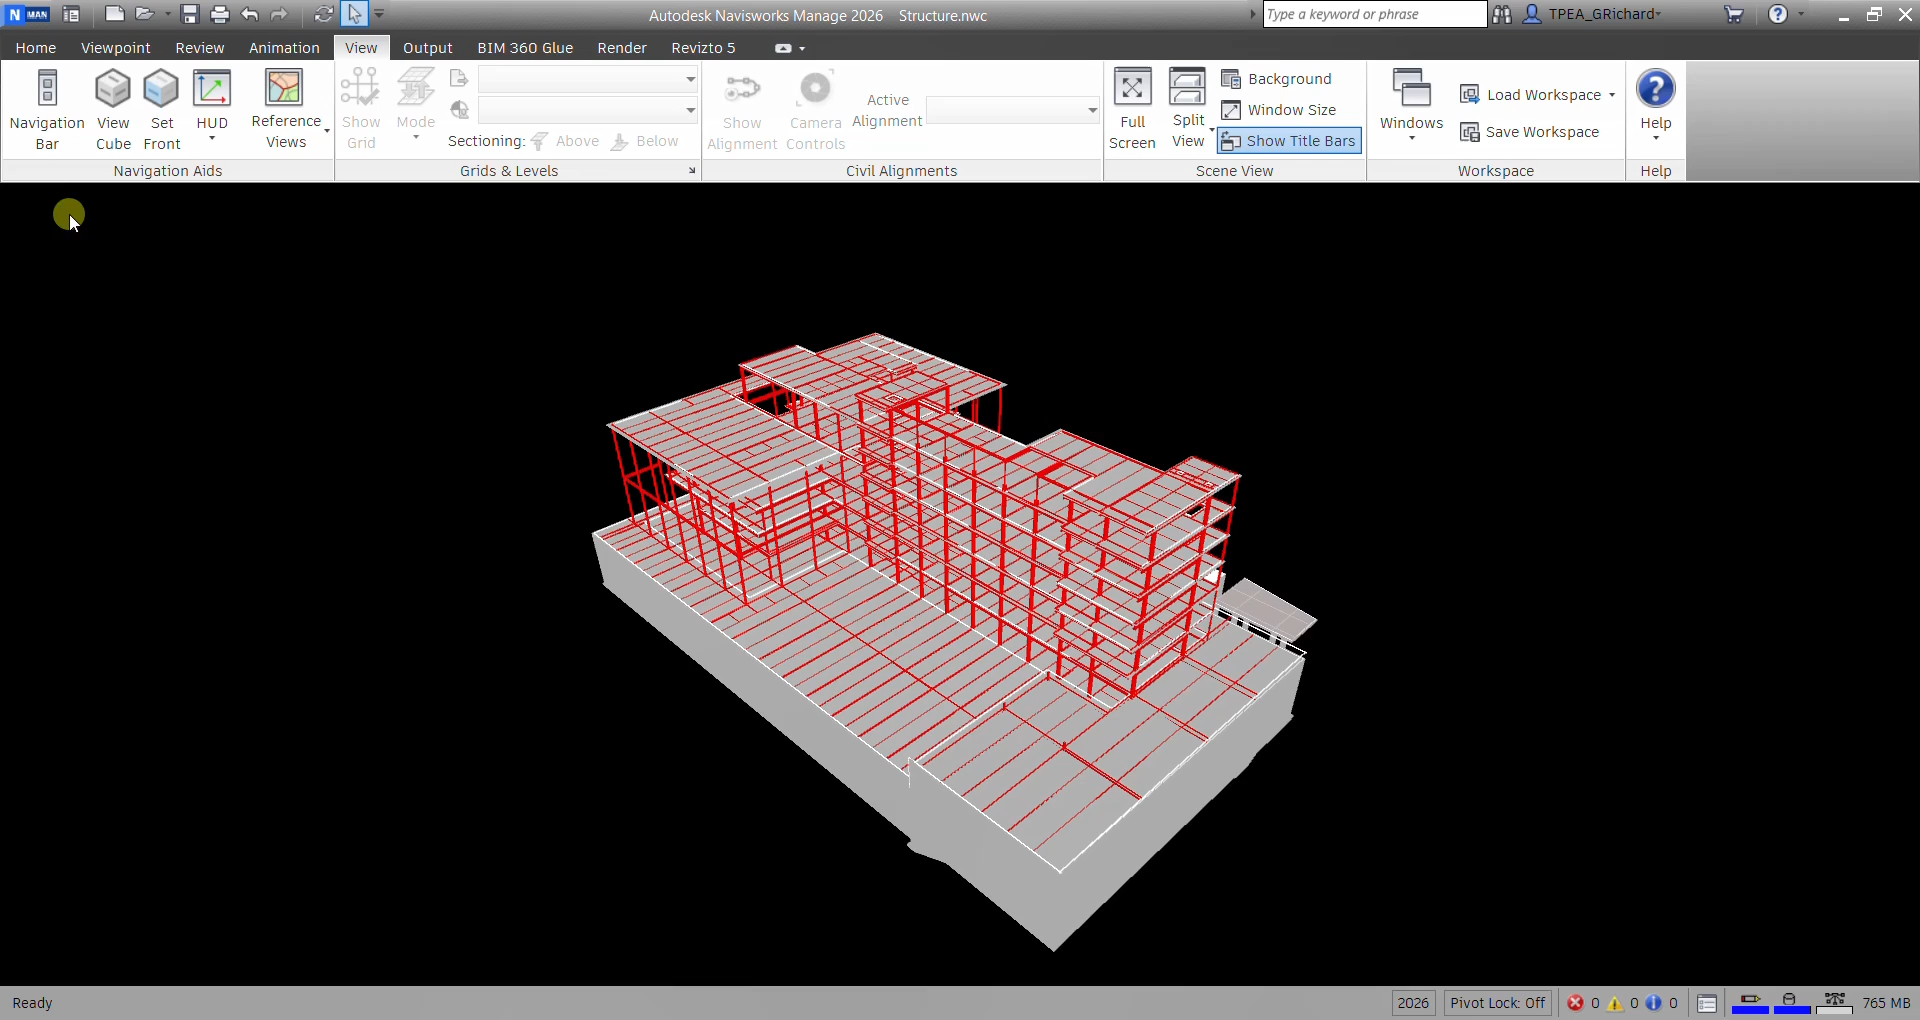 N MAN
Autodesk Navisworks Manage 2026 Structure.nwc
Type a keyword or phrase
TPEA_GRichard
Home Viewpoint Review Animation View Output BIM 360 Glue Render Revizto 5
Navigation Bar
View Cube
Set Front
HUD
Reference Views
Navigation Aids
Show Grid
Mode
Sectioning: Above Below
Grids & Levels
Show Alignment
Camera Controls
Active Alignment
Civil Alignments
Full Screen
Split View
Background
Window Size
Show Title Bars
Scene View
Windows
Load Workspace
Save Workspace
Workspace
Help
Help
Ready
2026 Pivot Lock: Off 0 0 0 765 MB